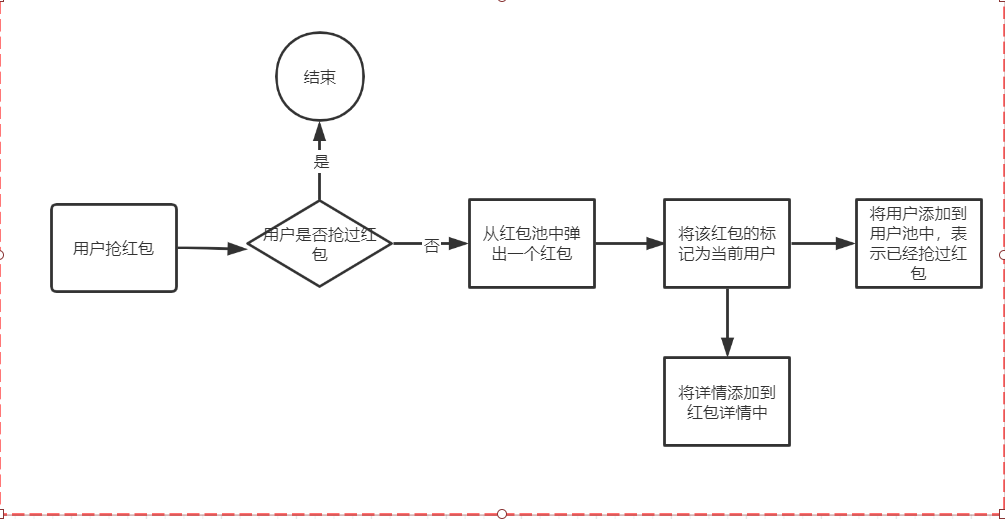 结束
是
用户抢红包
用户是否抢过红
包
否
从红包池中弹
出一个红包
将该红包的标
记为当前用户
将用户添加到
用户池中，表
示已经抢过红
包
将详情添加到
红包详情中